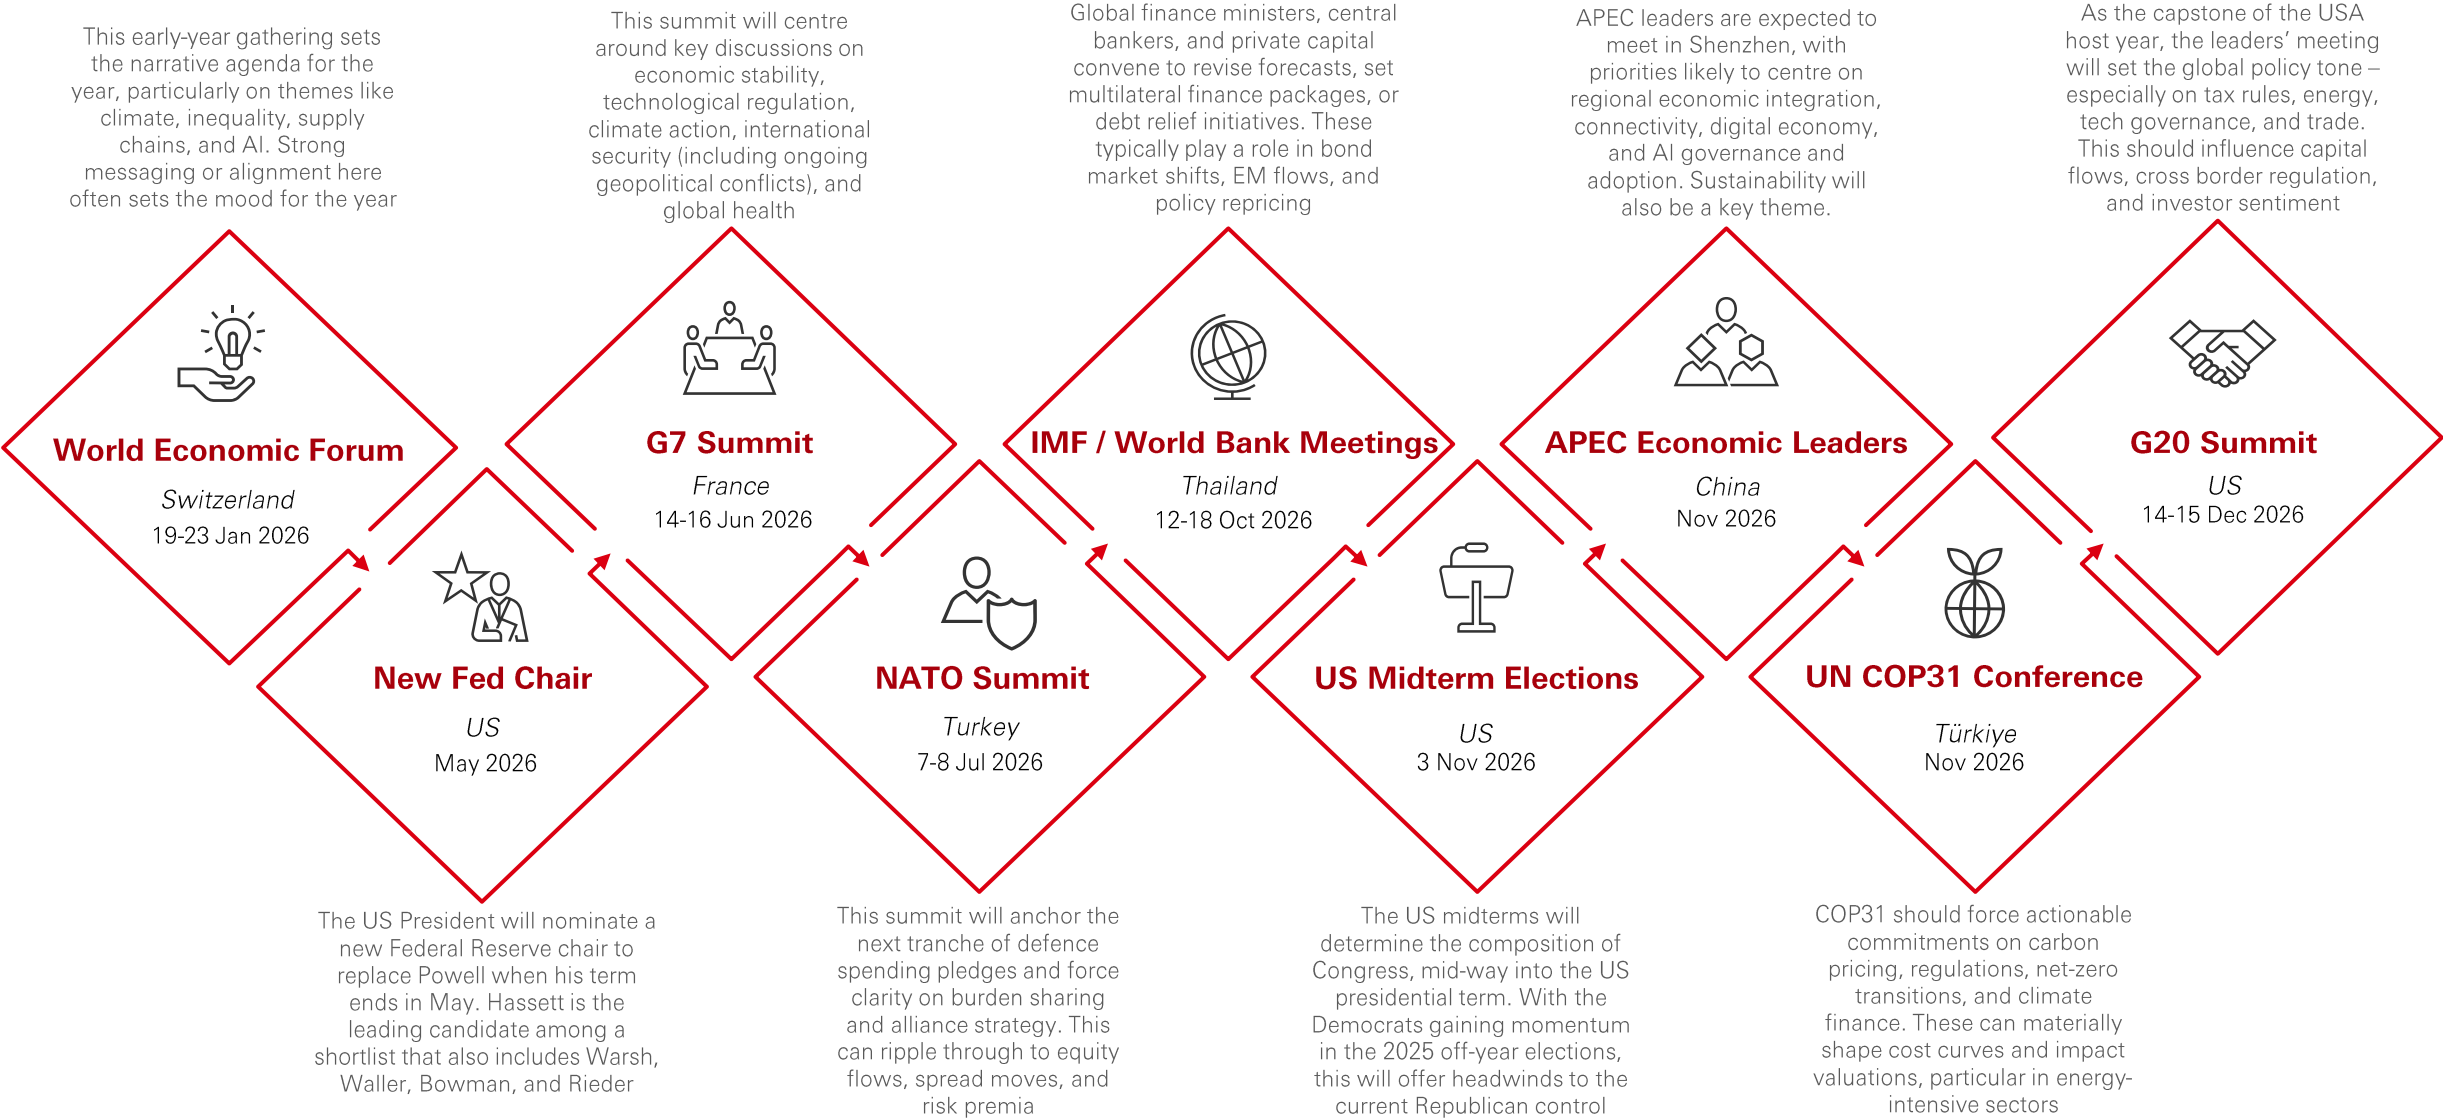 This early-year gathering sets
the narrative agenda for the
year, particularly on themes like
climate, inequality, supply
chains, and AI. Strong
messaging or alignment here
often sets the mood for the year
World Economic Forum
Switzerland
19-23 Jan 2026
New Fed Chair
US
May 2026
The US President will nominate a
new Federal Reserve chair to
replace Powell when his term
ends in May. Hassett is the
leading candidate among a
shortlist that also includes Warsh,
Waller, Bowman, and Rieder
This summit will centre
around key discussions on
economic stability,
technological regulation,
climate action, international
security (including ongoing
geopolitical conflicts), and
global health
G7 Summit
France
14-16 Jun 2026
NATO Summit
Turkey
7-8 Jul 2026
This summit will anchor the
next tranche of defence
spending pledges and force
clarity on burden sharing
and alliance strategy. This
can ripple through to equity
flows, spread moves, and
risk premia
Global finance ministers, central
bankers, and private capital
convene to revise forecasts, set
multilateral finance packages, or
debt relief initiatives. These
typically play a role in bond
market shifts, EM flows, and
policy repricing
IMF / World Bank Meetings
Thailand
12-18 Oct 2026
US Midterm Elections
US
3 Nov 2026
The US midterms will
determine the composition of
Congress, mid-way into the US
presidential term. With the
Democrats gaining momentum
in the 2025 off-year elections,
this will offer headwinds to the
current Republican control
APEC leaders are expected to
meet in Shenzhen, with
priorities likely to centre on
regional economic integration,
connectivity, digital economy,
and AI governance and
adoption. Sustainability will
also be a key theme.
APEC Economic Leaders
China
Nov 2026
UN COP31 Conference
Türkiye
Nov 2026
COP31 should force actionable
commitments on carbon
pricing, regulations, net-zero
transitions, and climate
finance. These can materially
shape cost curves and impact
valuations, particular in energy-
intensive sectors
As the capstone of the USA
host year, the leaders’ meeting
will set the global policy tone –
especially on tax rules, energy,
tech governance, and trade.
This should influence capital
flows, cross border regulation,
and investor sentiment
G20 Summit
US
14-15 Dec 2026